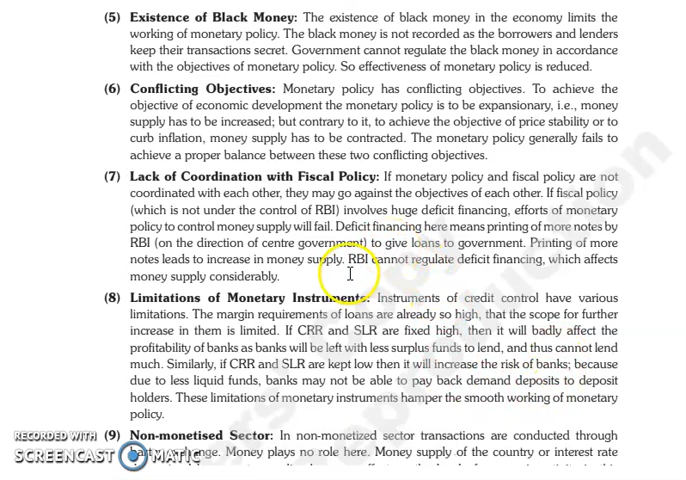 (5) Existence of Black Money: The existence of black money in the economy limits the
working of monetary policy. The black money is not recorded as the borrowers and lenders
keep their transactions secret. Government cannot regulate the black money in accordance
with the objectives of monetary policy. So effectiveness of monetary policy is reduced.
(6) Conflicting Objectives: Monetary policy has conflicting objectives. To achieve the
objective of economic development the monetary policy is to be expansionary, i.e., money
supply has to be increased; but contrary to it, to achieve the objective of price stability or to
curb inflation, money supply has to be contracted. The monetary policy generally fails to
achieve a proper balance between these two conflicting objectives.
(7) Lack of Coordination with Fiscal Policy: If monetary policy and fiscal policy are not
coordinated with each other, they may go against the objectives of each other. If fiscal policy
(which is not under the control of RBI) involves huge deficit financing, efforts of monetary
policy to control money supply will fail. Deficit financing here means printing of more notes by
RBI (on the direction of centre government) to give loans to government. Printing of more
notes leads to increase in money supply. RBI cannot regulate deficit financing, which affects
money supply considerably.
(8) Limitations of Monetary Instruments: Instruments of credit control have various
limitations. The margin requirements of loans are already so high, that the scope for further
increase in them is limited. If CRR and SLR are fixed high, then it will badly affect the
profitability of banks as banks will be left with less surplus funds to lend, and thus cannot lend
much. Similarly, if CRR and SLR are kept low then it will increase the risk of banks; because
due to less liquid funds, banks may not be able to pay back demand deposits to deposit
holders. These limitations of monetary instruments hamper the smooth working of monetary
policy.
(9) Non-monetised Sector: In non-monetized sector transactions are conducted through
Money plays no role here. Money supply of the country or interest rate
RECORDED WITH
SCREENCAST MATIC